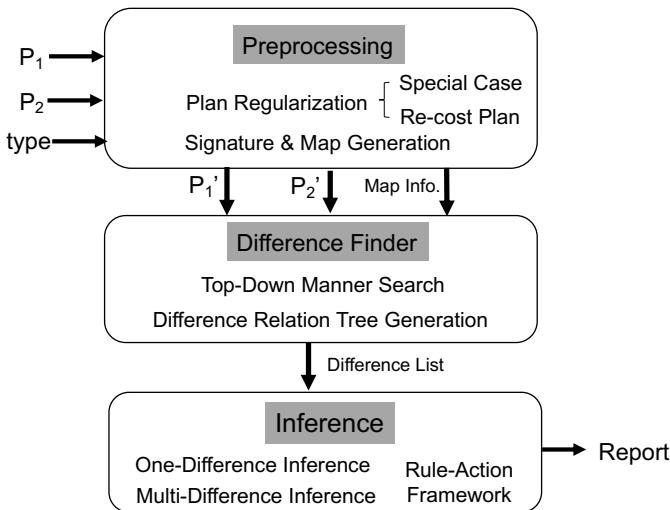 Preprocessing
P1
P2
type
Plan Regularization
Special Case
Re-cost Plan
Signature & Map Generation
P1'
P2'
Map Info.
Difference Finder
Top-Down Manner Search
Difference Relation Tree Generation
Difference List
Inference
One-Difference Inference
Multi-Difference Inference
Rule-Action
Framework
Report